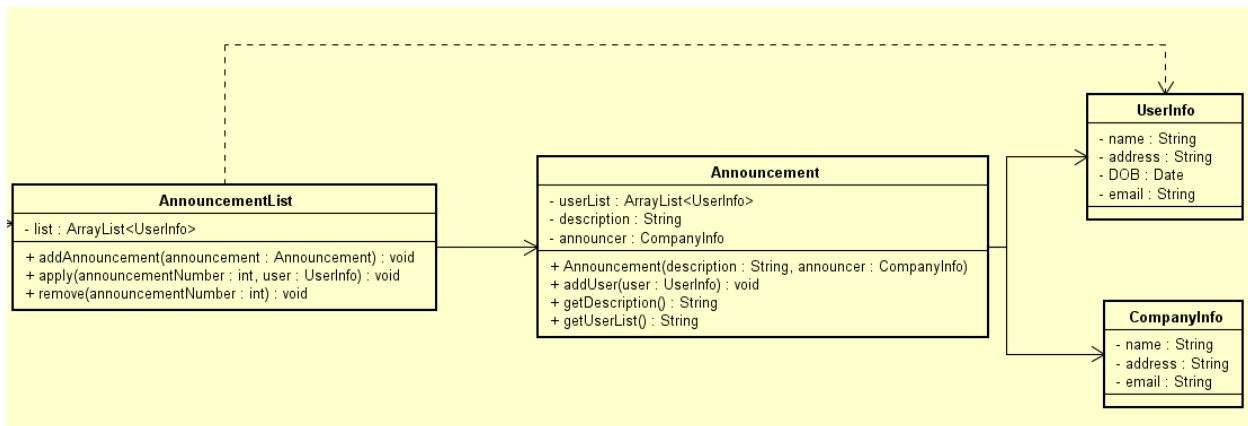 AnnouncementList
- list : ArrayList<UserInfo>
+ addAnnouncement(announcement : Announcement) : void
+ apply(announcementNumber : int, user : UserInfo) : void
+ remove(announcementNumber : int) : void
Announcement
- userList : ArrayList<UserInfo>
- description : String
- announcer : CompanyInfo
+ Announcement(description : String, announcer : CompanyInfo)
+ addUser(user : UserInfo) : void
+ getDescription() : String
+ getUserList() : String
UserInfo
- name : String
- address : String
- DOB : Date
- email : String
CompanyInfo
- name : String
- address : String
- email : String